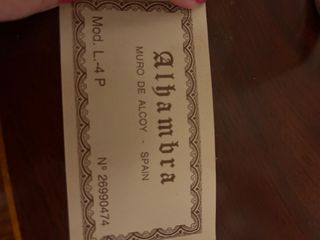 Alhambra
MURO DE ALCOY - SPAIN
Mod. L.-4 P Nº 26990474